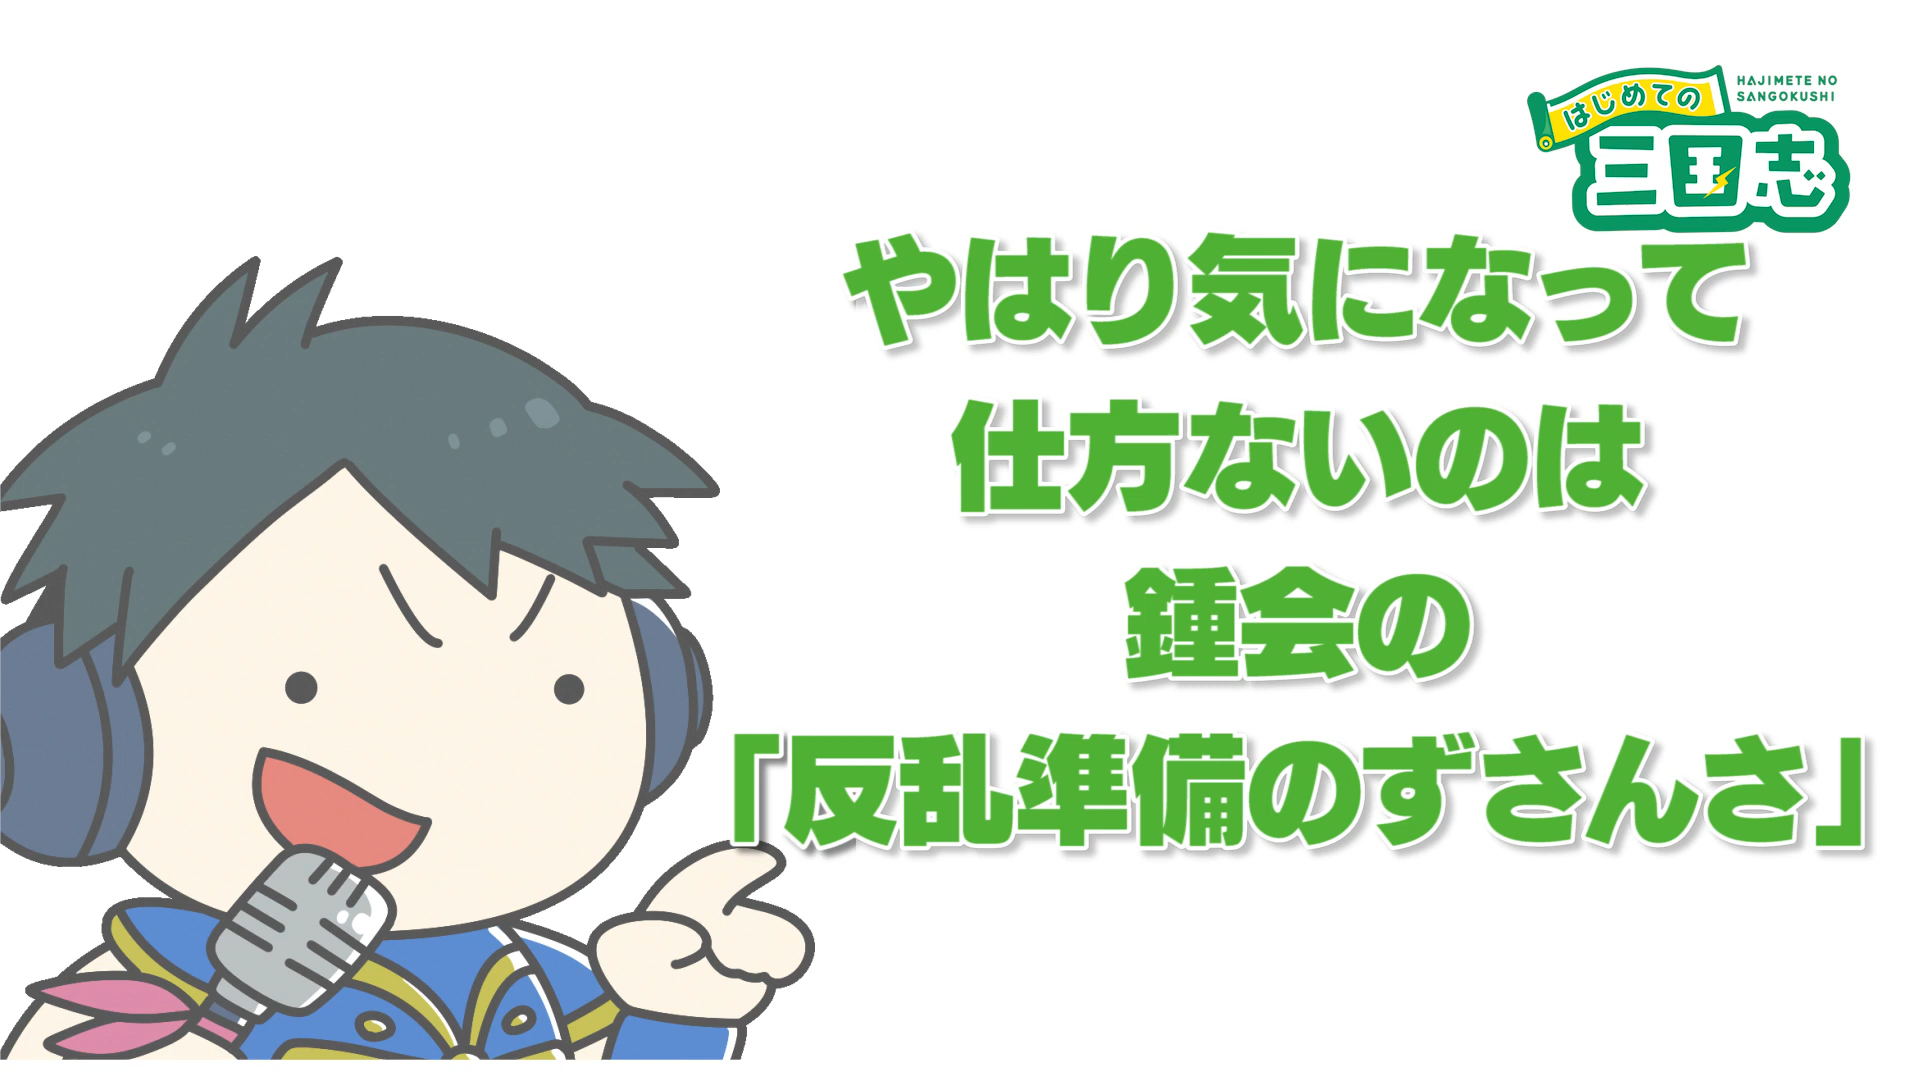 はじめての
HAJIMETE NO
SANGOKUSHI
三国志
やはり気になって
仕方ないのは
鍾会の
「反乱準備のずさんさ」